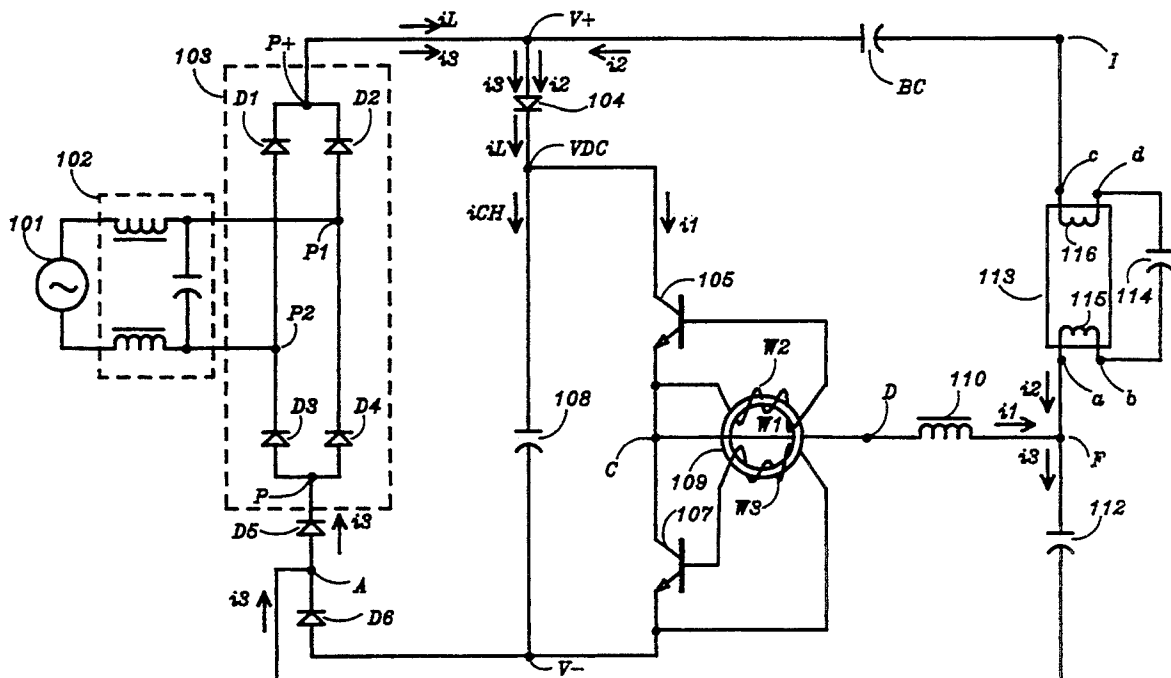 iL
V+
P+
i3
I
103
i3
i2
i2
BC
D1
D2
104
iL
VDC
c
d
102
101
iCH
i1
P1
116
105
113
114
P2
115
W2
110
D
i2
a
b
D3
D4
108
W1
i1
C
F
109
i3
P
W3
107
112
D5
i3
A
i3
D6
V-